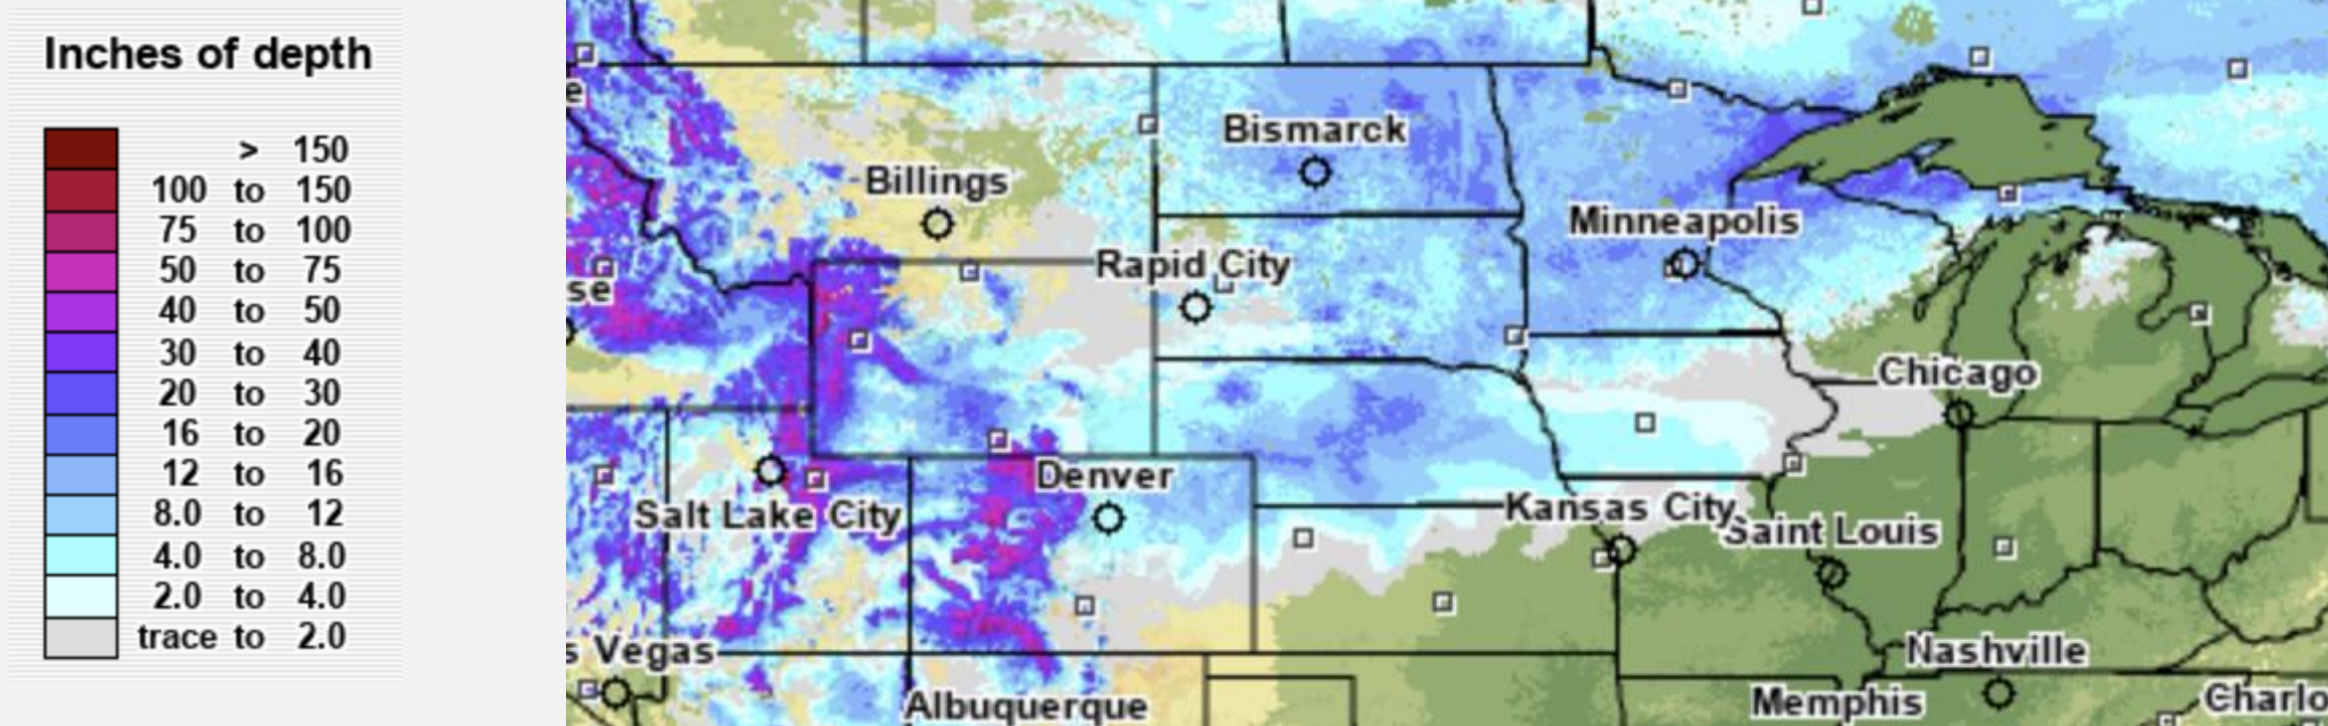 Inches of depth
> 150
100 to 150
75 to 100
50 to 75
40 to 50
30 to 40
20 to 30
16 to 20
12 to 16
8.0 to 12
4.0 to 8.0
2.0 to 4.0
trace to 2.0
e
Bismarck
Billings
Minneapolis
Rapid City
se
Chicago
Denver
Salt Lake City
Kansas City
Saint Louis
s Vegas
Nashville
Albuquerque
Memphis
Charlo